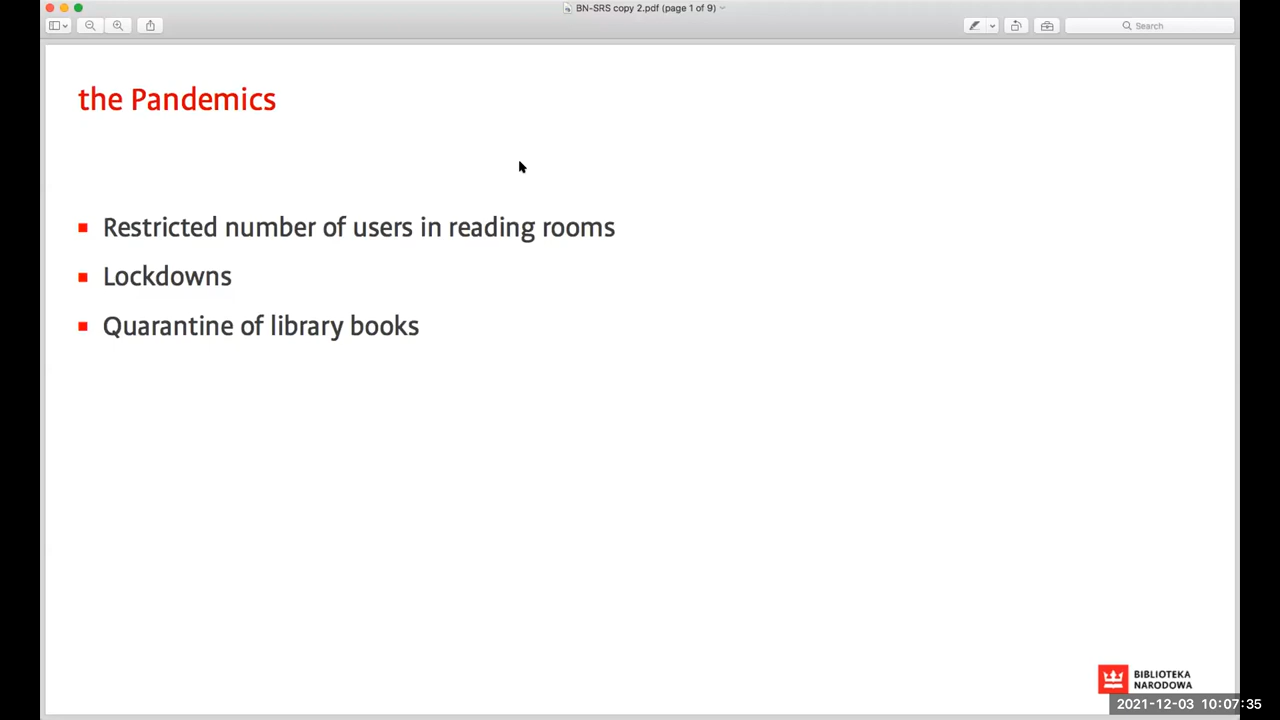 BN-SRS copy 2.pdf (page 1 of 9)
Search
the Pandemics
Restricted number of users in reading rooms
Lockdowns
Quarantine of library books
BIBLIOTEKA
NARODOWA
2021-12-03 10:07:35